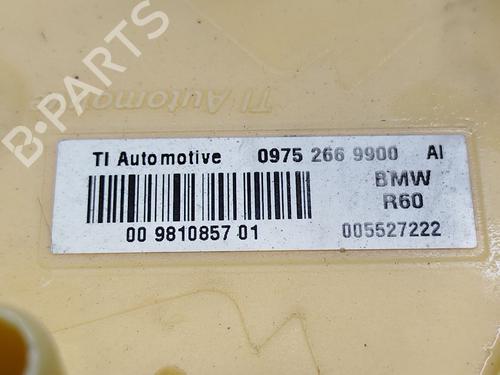 B-PARTS
TI Automotive
TI Automotive 0975 266 9900 AI
BMW
R60
00 9810857 01 005527222